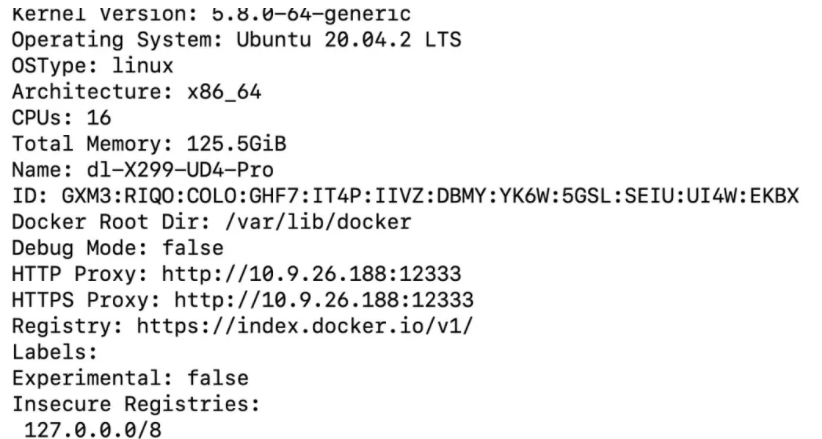 Kernel Version: 5.8.0-64-generic
Operating System: Ubuntu 20.04.2 LTS
OSType: linux
Architecture: x86_64
CPUs: 16
Total Memory: 125.5GiB
Name: dl-X299-UD4-Pro
ID: GXM3:RIQO:COLO:GHF7:IT4P:IIVZ:DBMY:YK6W:5GSL:SEIU:UI4W:EKBX
Docker Root Dir: /var/lib/docker
Debug Mode: false
HTTP Proxy: http://10.9.26.188:12333
HTTPS Proxy: http://10.9.26.188:12333
Registry: https://index.docker.io/v1/
Labels:
Experimental: false
Insecure Registries:
 127.0.0.0/8